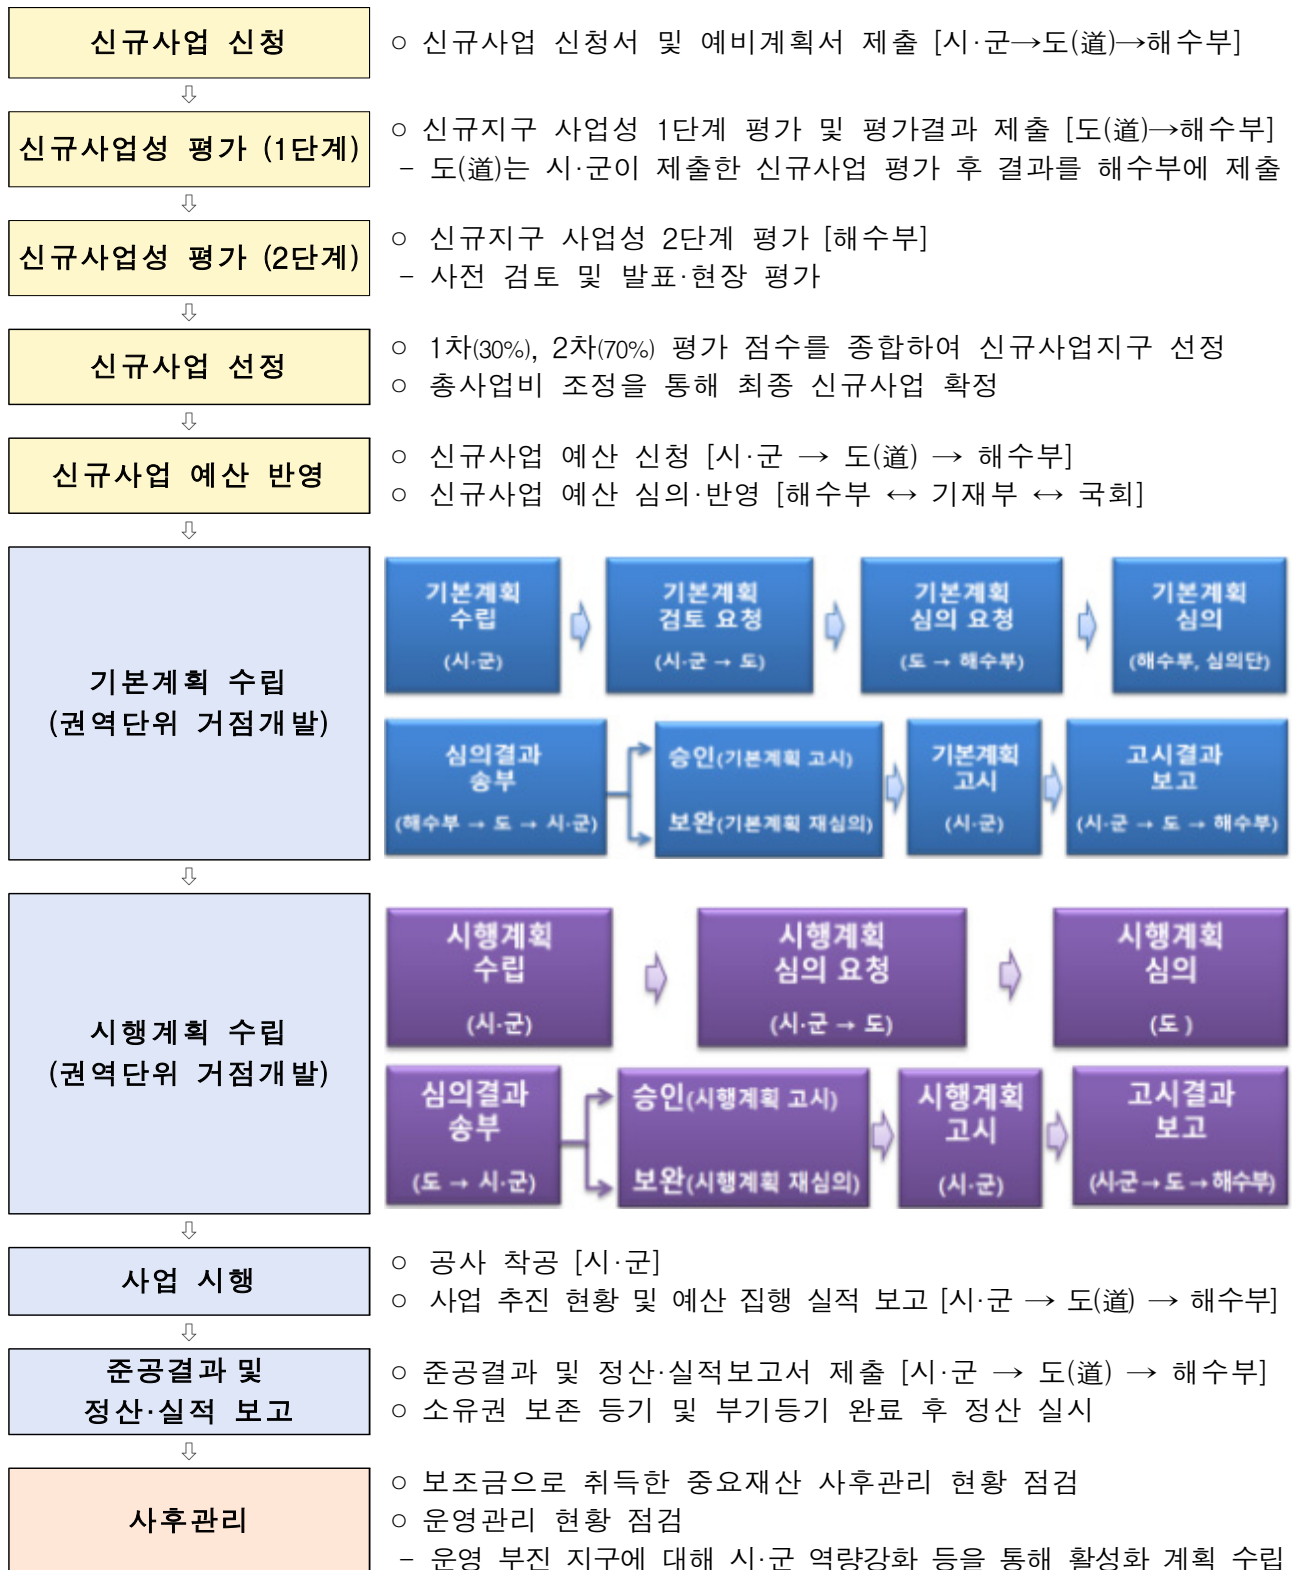 신규사업 신청
○ 신규사업 신청서 및 예비계획서 제출 [시·군→도(道)→해수부]
⇩
신규사업성 평가 (1단계)
○ 신규지구 사업성 1단계 평가 및 평가결과 제출 [도(道)→해수부]
- 도(道)는 시·군이 제출한 신규사업 평가 후 결과를 해수부에 제출
⇩
신규사업성 평가 (2단계)
○ 신규지구 사업성 2단계 평가 [해수부]
- 사전 검토 및 발표·현장 평가
⇩
신규사업 선정
○ 1차(30%), 2차(70%) 평가 점수를 종합하여 신규사업지구 선정
○ 총사업비 조정을 통해 최종 신규사업 확정
⇩
신규사업 예산 반영
○ 신규사업 예산 신청 [시·군 → 도(道) → 해수부]
○ 신규사업 예산 심의·반영 [해수부 ↔ 기재부 ↔ 국회]
⇩
기본계획 수립
(권역단위 거점개발)
기본계획
수립
(시·군)
기본계획
검토 요청
(시·군 → 도)
기본계획
심의 요청
(도 → 해수부)
기본계획
심의
(해수부, 심의단)
심의결과
송부
(해수부 → 도 → 시·군)
승인(기본계획 고시)
보완(기본계획 재심의)
기본계획
고시
(시·군)
고시결과
보고
(시·군 → 도 → 해수부)
⇩
시행계획 수립
(권역단위 거점개발)
시행계획
수립
(시·군)
시행계획
심의 요청
(시·군 → 도)
시행계획
심의
(도 )
심의결과
송부
(도 → 시·군)
승인(시행계획 고시)
보완(시행계획 재심의)
시행계획
고시
(시·군)
고시결과
보고
(시·군 → 도 → 해수부)
⇩
사업 시행
○ 공사 착공 [시·군]
○ 사업 추진 현황 및 예산 집행 실적 보고 [시·군 → 도(道) → 해수부]
⇩
준공결과 및
정산·실적 보고
○ 준공결과 및 정산·실적보고서 제출 [시·군 → 도(道) → 해수부]
○ 소유권 보존 등기 및 부기등기 완료 후 정산 실시
⇩
사후관리
○ 보조금으로 취득한 중요재산 사후관리 현황 점검
○ 운영관리 현황 점검
- 운영 부진 지구에 대해 시·군 역량강화 등을 통해 활성화 계획 수립